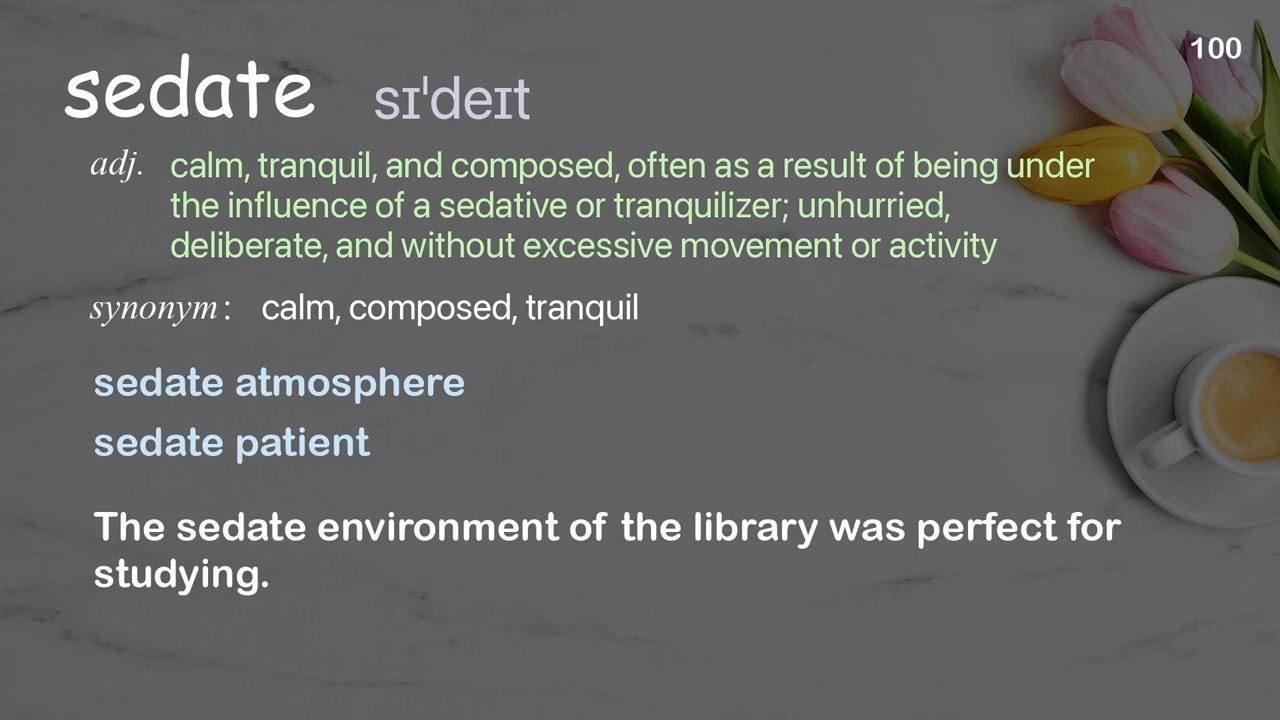 100
sedate sɪˈdeɪt
adj. calm, tranquil, and composed, often as a result of being under
the influence of a sedative or tranquilizer; unhurried,
deliberate, and without excessive movement or activity
synonym: calm, composed, tranquil
sedate atmosphere
sedate patient
The sedate environment of the library was perfect for
studying.